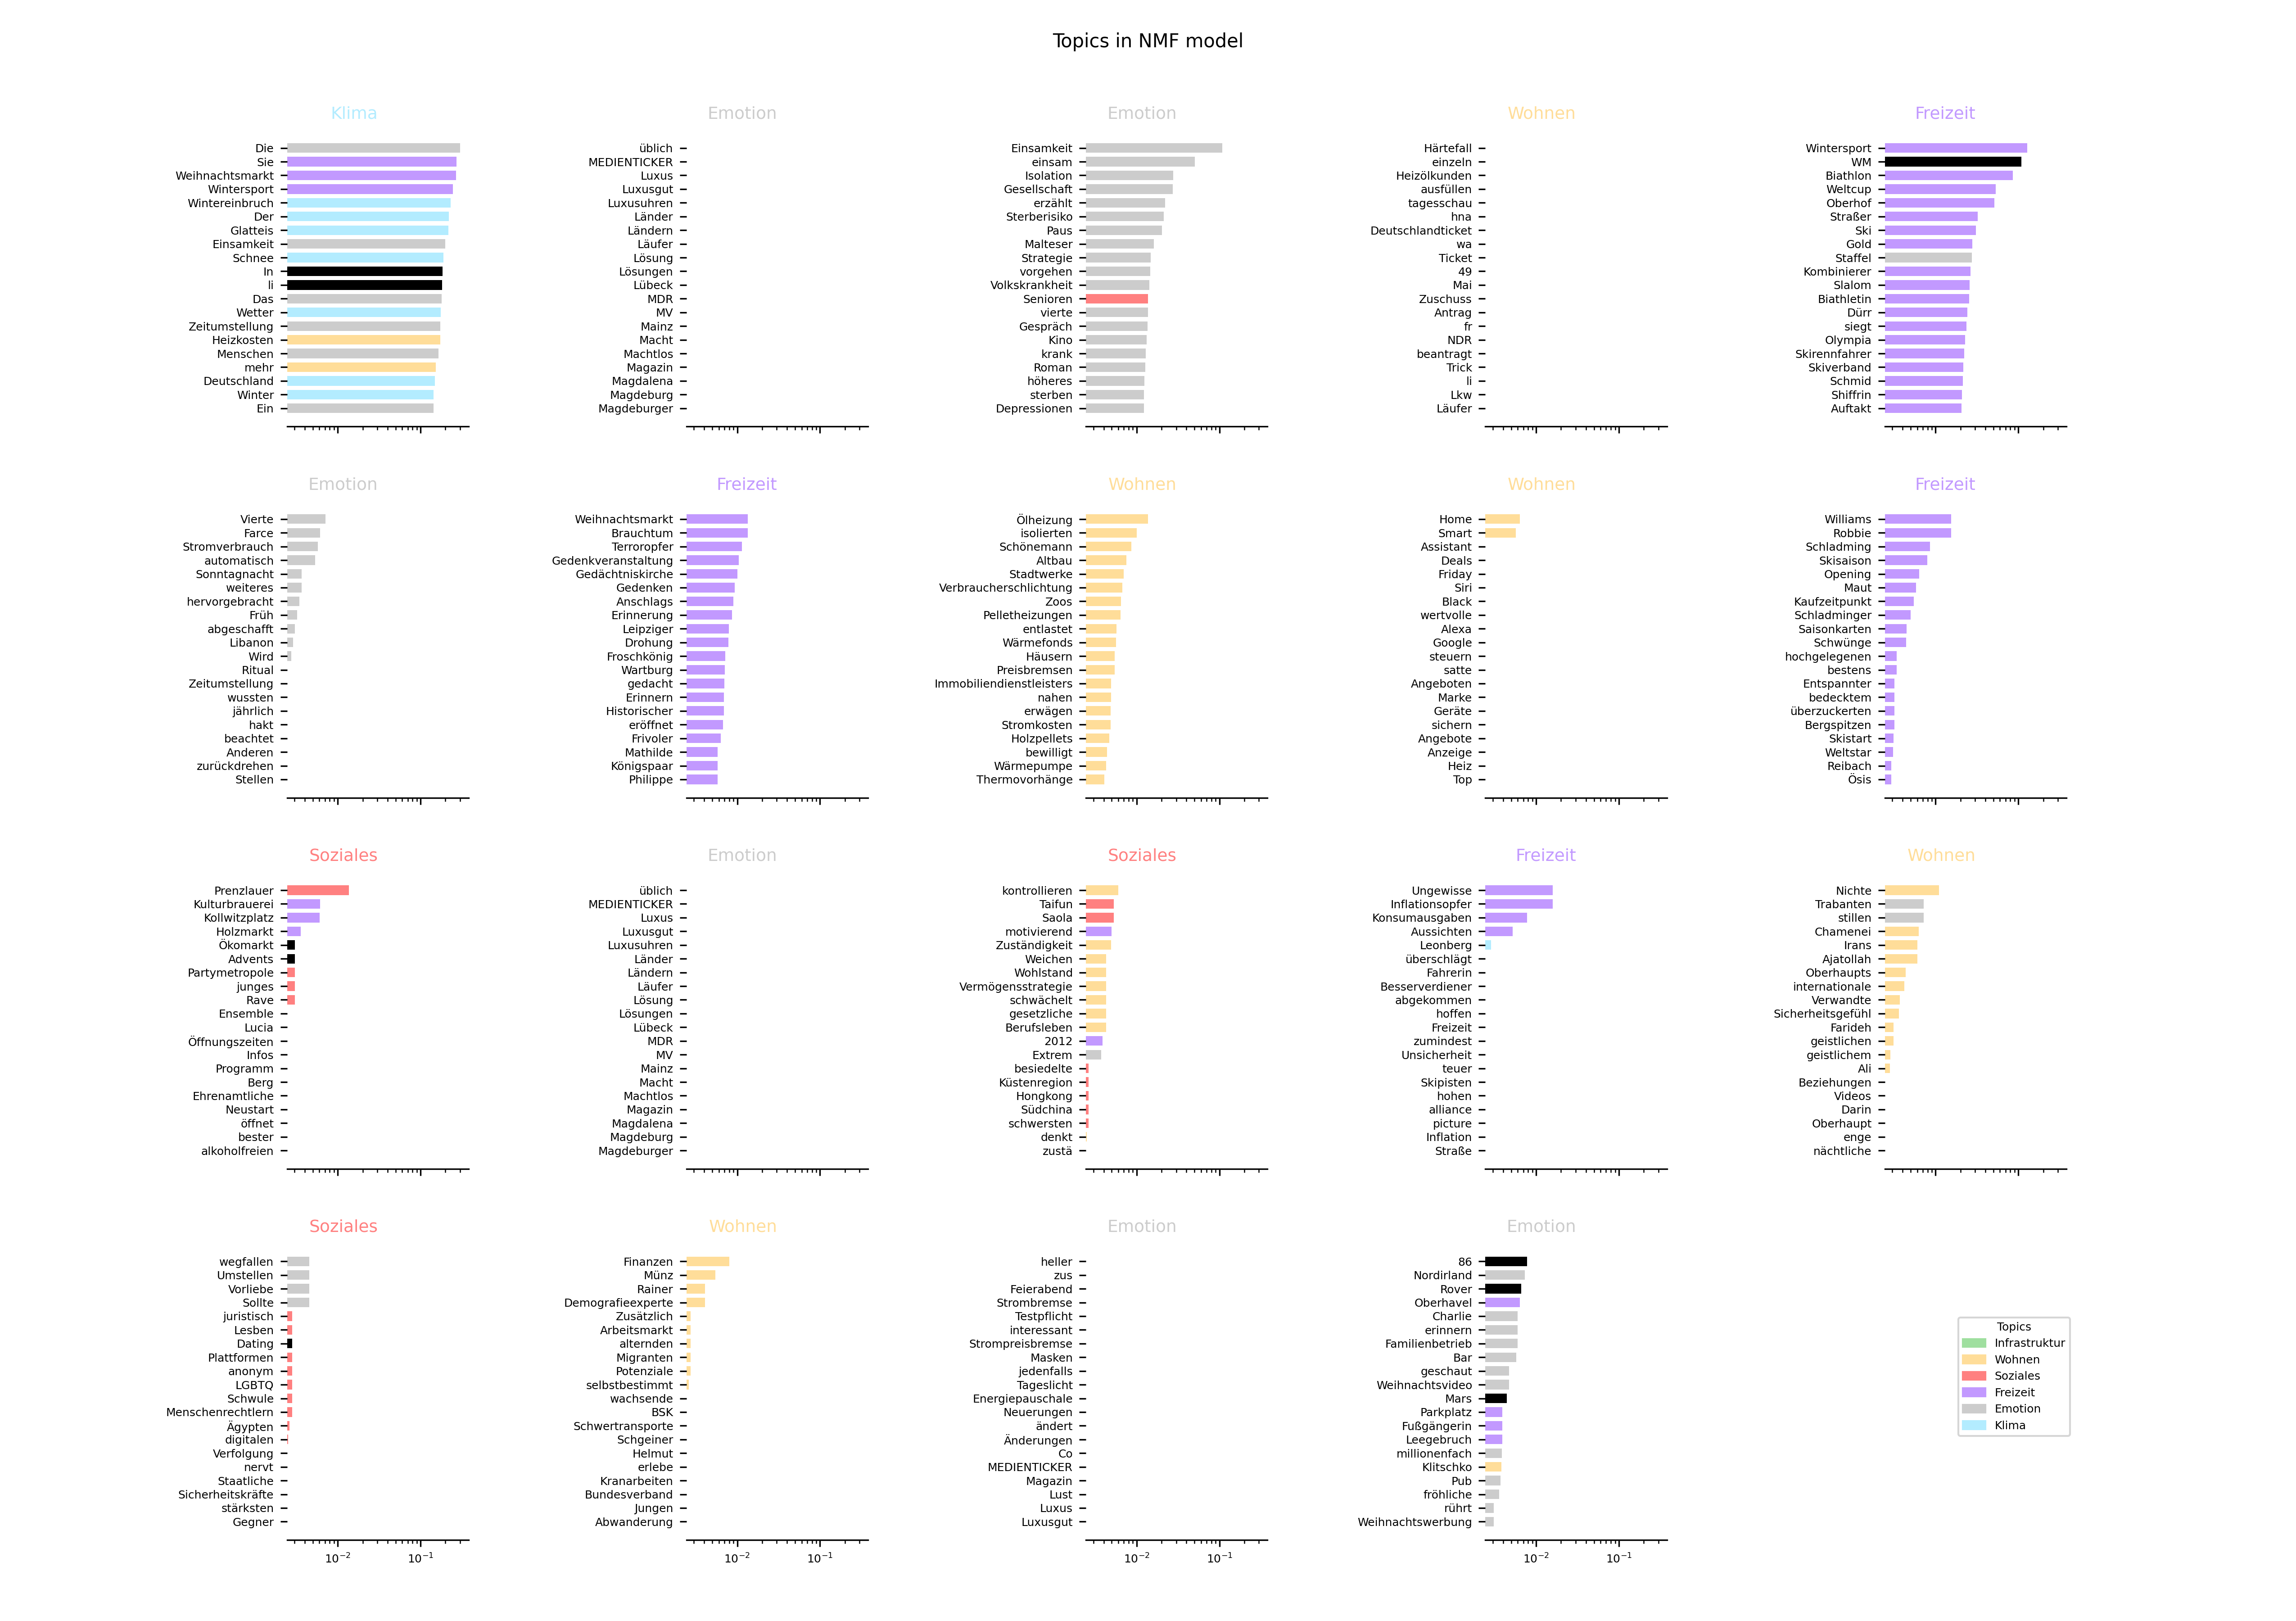 Topics in NMF model
Klima
Die
Sie
Weihnachtsmarkt
Wintersport
Wintereinbruch
Der
Glatteis
Einsamkeit
Schnee
In
li
Das
Wetter
Zeitumstellung
Heizkosten
Menschen
mehr
Deutschland
Winter
Ein
Emotion
üblich
MEDIENTICKER
Luxus
Luxusgut
Luxusuhren
Länder
Ländern
Läufer
Lösung
Lösungen
Lübeck
MDR
MV
Mainz
Macht
Machtlos
Magazin
Magdalena
Magdeburg
Magdeburger
Emotion
Einsamkeit
einsam
Isolation
Gesellschaft
erzählt
Sterberisiko
Paus
Malteser
Strategie
vorgehen
Volkskrankheit
Senioren
vierte
Gespräch
Kino
krank
Roman
höheres
sterben
Depressionen
Wohnen
Härtefall
einzeln
Heizölkunden
ausfüllen
tagesschau
hna
Deutschlandticket
wa
Ticket
49
Mai
Zuschuss
Antrag
fr
NDR
beantragt
Trick
li
Lkw
Läufer
Freizeit
Wintersport
WM
Biathlon
Weltcup
Oberhof
Straßer
Ski
Gold
Staffel
Kombinierer
Slalom
Biathletin
Dürr
siegt
Olympia
Skirennfahrer
Skiverband
Schmid
Shiffrin
Auftakt
Emotion
Vierte
Farce
Stromverbrauch
automatisch
Sonntagnacht
weiteres
hervorgebracht
Früh
abgeschafft
Libanon
Wird
Ritual
Zeitumstellung
wussten
jährlich
hakt
beachtet
Anderen
zurückdrehen
Stellen
Freizeit
Weihnachtsmarkt
Brauchtum
Terroropfer
Gedenkveranstaltung
Gedächtniskirche
Gedenken
Anschlags
Erinnerung
Leipziger
Drohung
Froschkönig
Wartburg
gedacht
Erinnern
Historischer
eröffnet
Frivoler
Mathilde
Königspaar
Philippe
Wohnen
Ölheizung
isolierten
Schönemann
Altbau
Stadtwerke
Verbraucherschlichtung
Zoos
Pelletheizungen
entlastet
Wärmefonds
Häusern
Preisbremsen
Immobiliendienstleisters
nahen
erwägen
Stromkosten
Holzpellets
bewilligt
Wärmepumpe
Thermovorhänge
Wohnen
Home
Smart
Assistant
Deals
Friday
Siri
Black
wertvolle
Alexa
Google
steuern
satte
Angeboten
Marke
Geräte
sichern
Angebote
Anzeige
Heiz
Top
Freizeit
Williams
Robbie
Schladming
Skisaison
Opening
Maut
Kaufzeitpunkt
Schladminger
Saisonkarten
Schwünge
hochgelegenen
bestens
Entspannter
bedecktem
überzuckerten
Bergspitzen
Skistart
Weltstar
Reibach
Ösis
Soziales
Prenzlauer
Kulturbrauerei
Kollwitzplatz
Holzmarkt
Ökomarkt
Advents
Partymetropole
junges
Rave
Ensemble
Lucia
Öffnungszeiten
Infos
Programm
Berg
Ehrenamtliche
Neustart
öffnet
bester
alkoholfreien
Emotion
üblich
MEDIENTICKER
Luxus
Luxusgut
Luxusuhren
Länder
Ländern
Läufer
Lösung
Lösungen
Lübeck
MDR
MV
Mainz
Macht
Machtlos
Magazin
Magdalena
Magdeburg
Magdeburger
Soziales
kontrollieren
Taifun
Saola
motivierend
Zuständigkeit
Weichen
Wohlstand
Vermögensstrategie
schwächelt
gesetzliche
Berufsleben
2012
Extrem
besiedelte
Küstenregion
Hongkong
Südchina
schwersten
denkt
zustä
Freizeit
Ungewisse
Inflationsopfer
Konsumausgaben
Aussichten
Leonberg
überschlägt
Fahrerin
Besserverdiener
abgekommen
hoffen
Freizeit
zumindest
Unsicherheit
teuer
Skipisten
hohen
alliance
picture
Inflation
Straße
Wohnen
Nichte
Trabanten
stillen
Chamenei
Irans
Ajatollah
Oberhaupts
internationale
Verwandte
Sicherheitsgefühl
Farideh
geistlichen
geistlichem
Ali
Beziehungen
Videos
Darin
Oberhaupt
enge
nächtliche
Soziales
wegfallen
Umstellen
Vorliebe
Sollte
juristisch
Lesben
Dating
Plattformen
anonym
LGBTQ
Schwule
Menschenrechtlern
Ägypten
digitalen
Verfolgung
nervt
Staatliche
Sicherheitskräfte
stärksten
Gegner
10⁻² 10⁻¹
Wohnen
Finanzen
Münz
Rainer
Demografieexperte
Zusätzlich
Arbeitsmarkt
alternden
Migranten
Potenziale
selbstbestimmt
wachsende
BSK
Schwertransporte
Schgeiner
Helmut
erlebe
Kranarbeiten
Bundesverband
Jungen
Abwanderung
10⁻² 10⁻¹
Emotion
heller
zus
Feierabend
Strombremse
Testpflicht
interessant
Strompreisbremse
Masken
jedenfalls
Tageslicht
Energiepauschale
Neuerungen
ändert
Änderungen
Co
MEDIENTICKER
Magazin
Lust
Luxus
Luxusgut
10⁻² 10⁻¹
Emotion
86
Nordirland
Rover
Oberhavel
Charlie
erinnern
Familienbetrieb
Bar
geschaut
Weihnachtsvideo
Mars
Parkplatz
Fußgängerin
Leegebruch
millionenfach
Klitschko
Pub
fröhliche
rührt
Weihnachtswerbung
10⁻² 10⁻¹
Topics
Infrastruktur
Wohnen
Soziales
Freizeit
Emotion
Klima